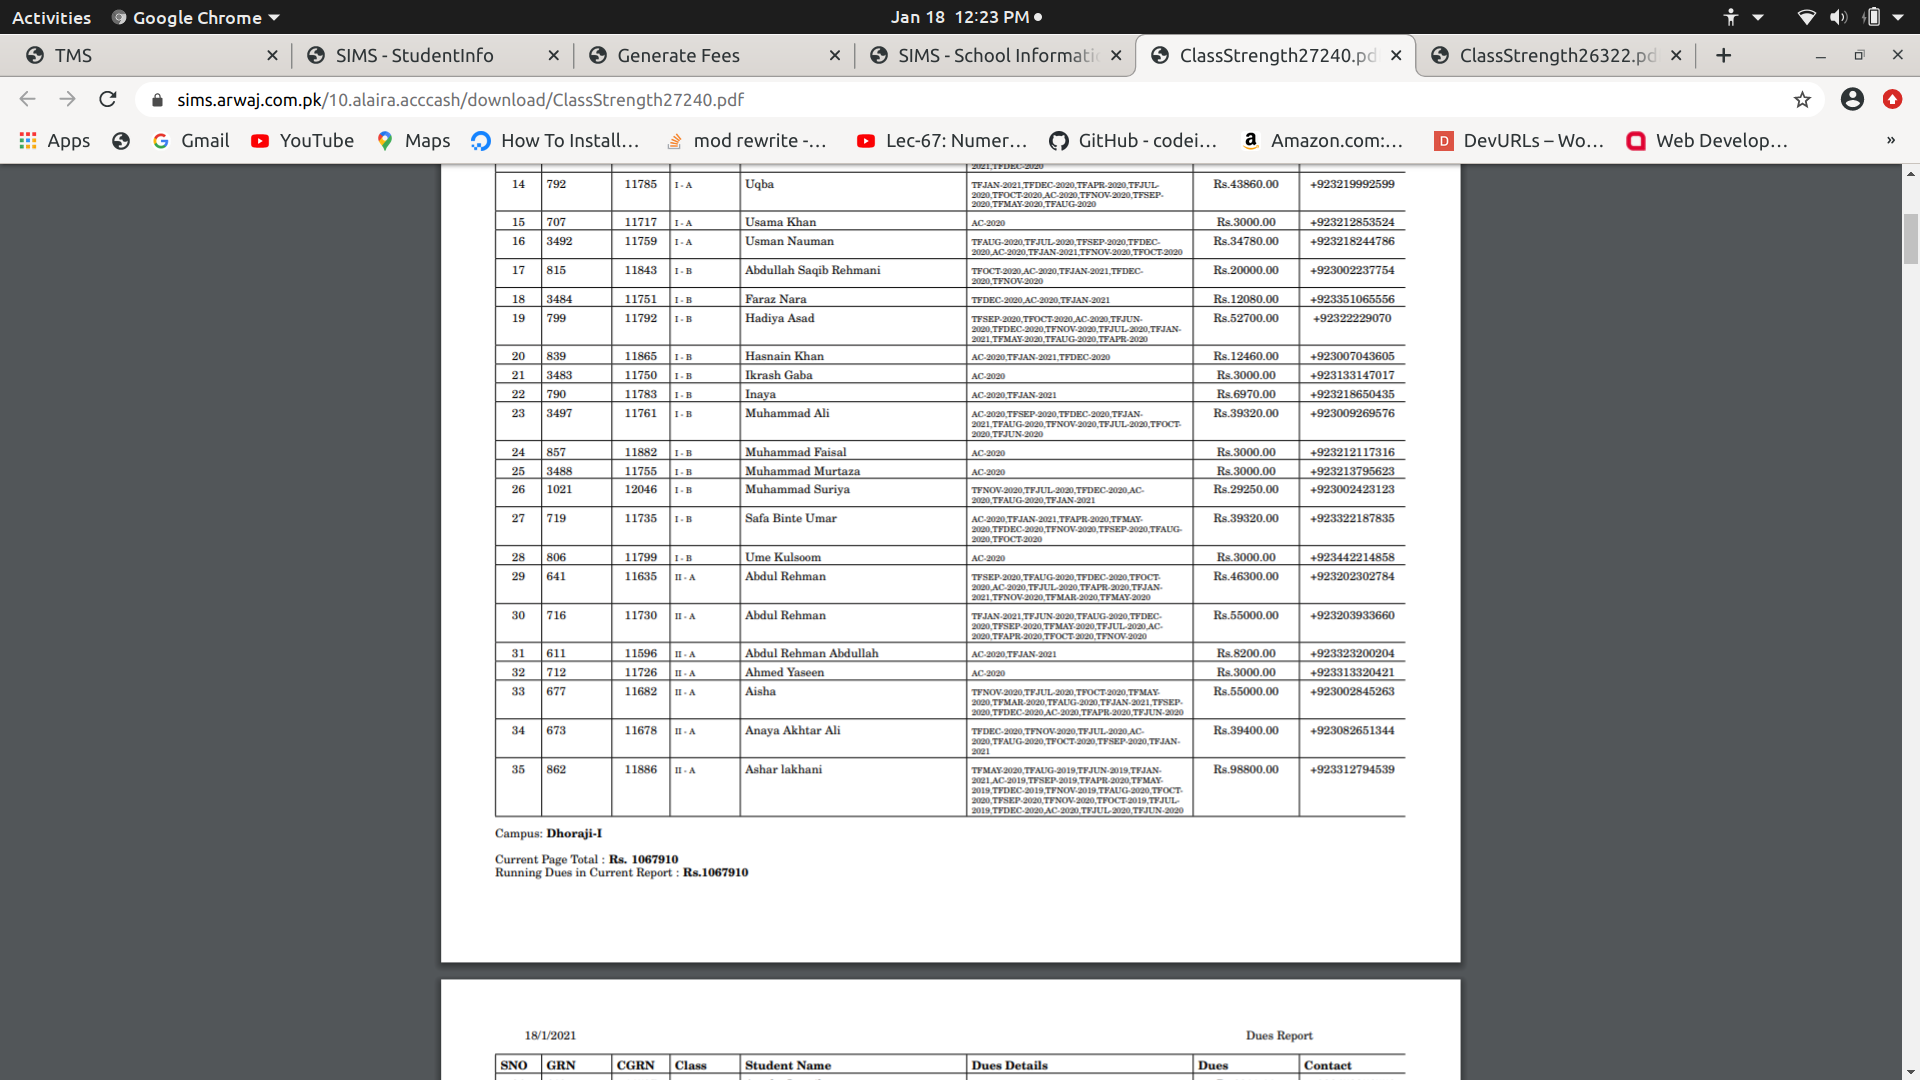 Activities Google Chrome Jan 18 12:23 PM
TMS SIMS - StudentInfo Generate Fees SIMS - School Informati ClassStrength27240.pd ClassStrength26322.pd
sims.arwaj.com.pk/10.alaira.acccash/download/ClassStrength27240.pdf
Apps Gmail YouTube Maps How To Install... mod rewrite -... Lec-67: Numer... GitHub - codei... Amazon.com:... DevURLs – Wo... Web Develop... »
2021,TFDEC-2020
14 792 11785 I - A Uqba TFJAN-2021,TFDEC-2020,TFAPR-2020,TFJUL- Rs.43860.00 +923219992599
2020,TFOCT-2020,AC-2020,TFNOV-2020,TFSEP-
2020,TFMAY-2020,TFAUG-2020
15 707 11717 I - A Usama Khan AC-2020 Rs.3000.00 +923212853524
16 3492 11759 I - A Usman Nauman TFAUG-2020,TFJUL-2020,TFSEP-2020,TFDEC- Rs.34780.00 +923218244786
2020,AC-2020,TFJAN-2021,TFNOV-2020,TFOCT-2020
17 815 11843 I - B Abdullah Saqib Rehmani TFOCT-2020,AC-2020,TFJAN-2021,TFDEC- Rs.20000.00 +923002237754
2020,TFNOV-2020
18 3484 11751 I - B Faraz Nara TFDEC-2020,AC-2020,TFJAN-2021 Rs.12080.00 +923351065556
19 799 11792 I - B Hadiya Asad TFSEP-2020,TFOCT-2020,AC-2020,TFJUN- Rs.52700.00 +92322229070
2020,TFDEC-2020,TFNOV-2020,TFJUL-2020,TFJAN-
2021,TFMAY-2020,TFAUG-2020,TFAPR-2020
20 839 11865 I - B Hasnain Khan AC-2020,TFJAN-2021,TFDEC-2020 Rs.12460.00 +923007043605
21 3483 11750 I - B Ikrash Gaba AC-2020 Rs.3000.00 +923133147017
22 790 11783 I - B Inaya AC-2020,TFJAN-2021 Rs.6970.00 +923218650435
23 3497 11761 I - B Muhammad Ali AC-2020,TFSEP-2020,TFDEC-2020,TFJAN- Rs.39320.00 +923009269576
2021,TFAUG-2020,TFNOV-2020,TFJUL-2020,TFOCT-
2020,TFJUN-2020
24 857 11882 I - B Muhammad Faisal AC-2020 Rs.3000.00 +923212117316
25 3488 11755 I - B Muhammad Murtaza AC-2020 Rs.3000.00 +923213795623
26 1021 12046 I - B Muhammad Suriya TFNOV-2020,TFJUL-2020,TFDEC-2020,AC- Rs.29250.00 +923002423123
2020,TFAUG-2020,TFJAN-2021
27 719 11735 I - B Safa Binte Umar AC-2020,TFJAN-2021,TFAPR-2020,TFMAY- Rs.39320.00 +923322187835
2020,TFDEC-2020,TFNOV-2020,TFSEP-2020,TFAUG-
2020,TFOCT-2020
28 806 11799 I - B Ume Kulsoom AC-2020 Rs.3000.00 +923442214858
29 641 11635 II - A Abdul Rehman TFSEP-2020,TFAUG-2020,TFDEC-2020,TFOCT- Rs.46300.00 +923202302784
2020,AC-2020,TFJUL-2020,TFAPR-2020,TFJAN-
2021,TFNOV-2020,TFMAR-2020,TFMAY-2020
30 716 11730 II - A Abdul Rehman TFJAN-2021,TFJUN-2020,TFAUG-2020,TFDEC- Rs.55000.00 +923203933660
2020,TFSEP-2020,TFMAY-2020,TFJUL-2020,AC-
2020,TFAPR-2020,TFOCT-2020,TFNOV-2020
31 611 11596 II - A Abdul Rehman Abdullah AC-2020,TFJAN-2021 Rs.8200.00 +923323200204
32 712 11726 II - A Ahmed Yaseen AC-2020 Rs.3000.00 +923313320421
33 677 11682 II - A Aisha TFNOV-2020,TFJUL-2020,TFOCT-2020,TFMAY- Rs.55000.00 +923002845263
2020,TFMAR-2020,TFAUG-2020,TFJAN-2021,TFSEP-
2020,TFDEC-2020,AC-2020,TFAPR-2020,TFJUN-2020
34 673 11678 II - A Anaya Akhtar Ali TFDEC-2020,TFNOV-2020,TFJUL-2020,AC- Rs.39400.00 +923082651344
2020,TFAUG-2020,TFOCT-2020,TFSEP-2020,TFJAN-
2021
35 862 11886 II - A Ashar lakhani TFMAY-2020,TFAUG-2019,TFJUN-2019,TFJAN- Rs.98800.00 +923312794539
2021,AC-2019,TFSEP-2019,TFAPR-2020,TFMAY-
2019,TFDEC-2019,TFNOV-2019,TFAUG-2020,TFOCT-
2020,TFSEP-2020,TFNOV-2020,TFOCT-2019,TFJUL-
2019,TFDEC-2020,AC-2020,TFJUL-2020,TFJUN-2020
Campus: Dhoraji-I
Current Page Total : Rs. 1067910
Running Dues in Current Report : Rs.1067910
18/1/2021 Dues Report
SNO GRN CGRN Class Student Name Dues Details Dues Contact